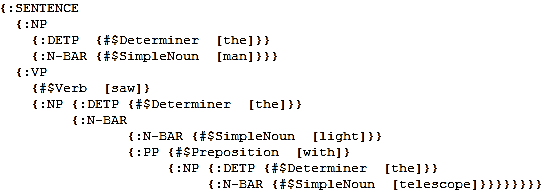 {:SENTENCE
{:NP
{:DETP {#$Determiner [the]}}
{:N-BAR {#$SimpleNoun [man]}}}
{:VP
{#$Verb [saw]}
{:NP {:DETP {#$Determiner [the]}}
{:N-BAR
{:N-BAR {#$SimpleNoun [light]}}
{:PP {#$Preposition [with]}
{:NP {:DETP {#$Determiner [the]}}
{:N-BAR {#$SimpleNoun [telescope]}}}}}}}}